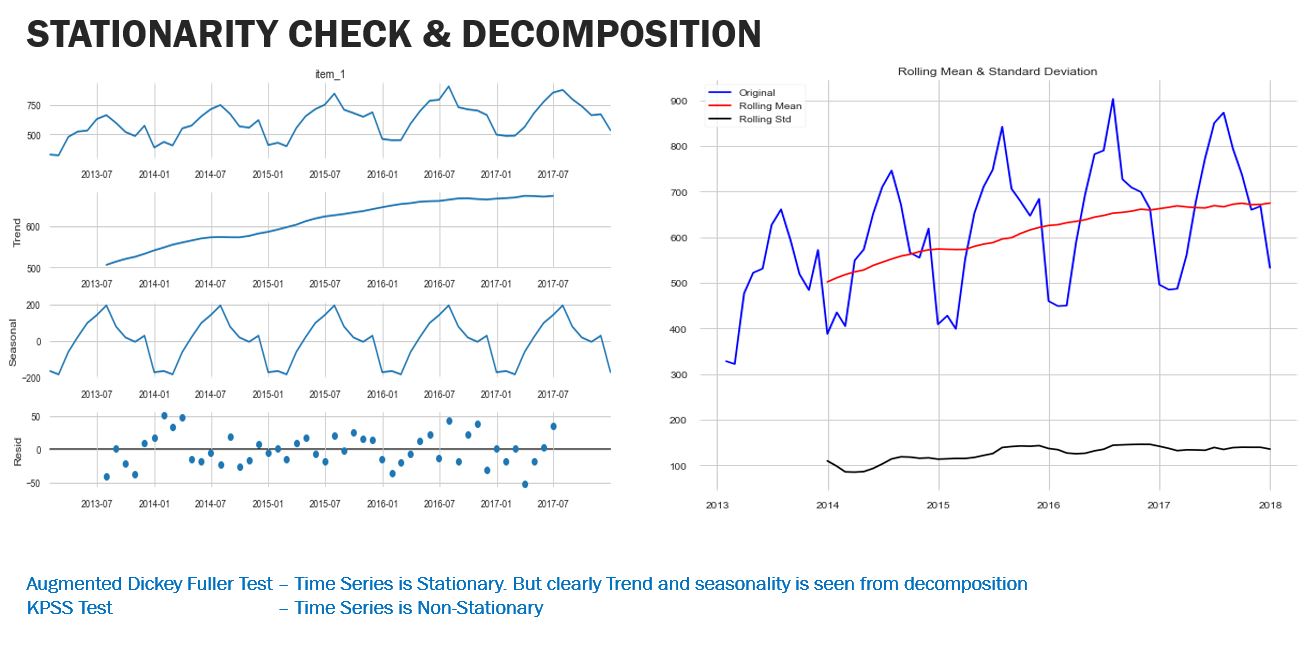 STATIONARITY CHECK & DECOMPOSITION
item_1
750
500
2013-07 2014-01 2014-07 2015-01 2015-07 2016-01 2016-07 2017-01 2017-07
Trend
600
500
2013-07 2014-01 2014-07 2015-01 2015-07 2016-01 2016-07 2017-01 2017-07
Seasonal
200
0
−200
2013-07 2014-01 2014-07 2015-01 2015-07 2016-01 2016-07 2017-01 2017-07
Resid
50
0
−50
2013-07 2014-01 2014-07 2015-01 2015-07 2016-01 2016-07 2017-01 2017-07
Rolling Mean & Standard Deviation
Original
Rolling Mean
Rolling Std
900
800
700
600
500
400
300
200
100
2013 2014 2015 2016 2017 2018
Augmented Dickey Fuller Test – Time Series is Stationary. But clearly Trend and seasonality is seen from decomposition
KPSS Test – Time Series is Non-Stationary